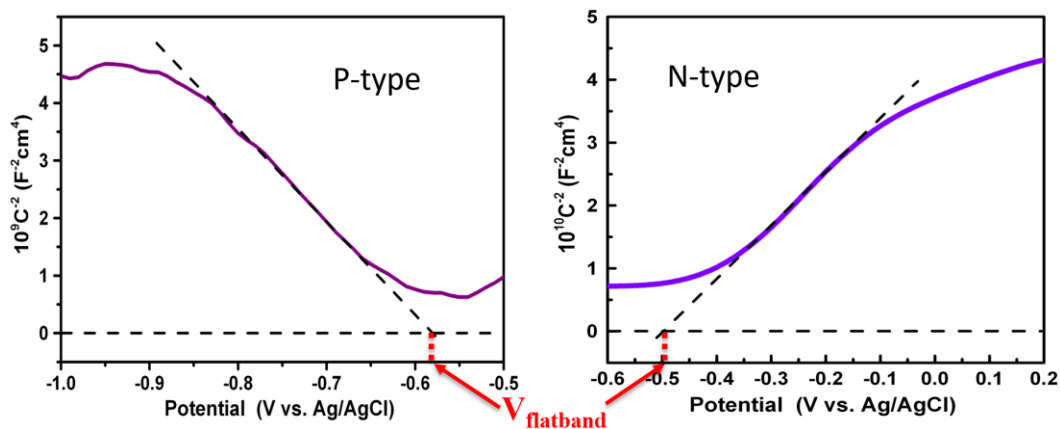 P-type
5
4
3
2
1
0
10⁹C⁻² (F⁻²cm⁴)
-1.0 -0.9 -0.8 -0.7 -0.6 -0.5
Potential (V vs. Ag/AgCl)
N-type
5
4
3
2
1
0
10¹⁰C⁻² (F⁻²cm⁴)
-0.6 -0.5 -0.4 -0.3 -0.2 -0.1 0.0 0.1 0.2
Potential (V vs. Ag/AgCl)
V_flatband